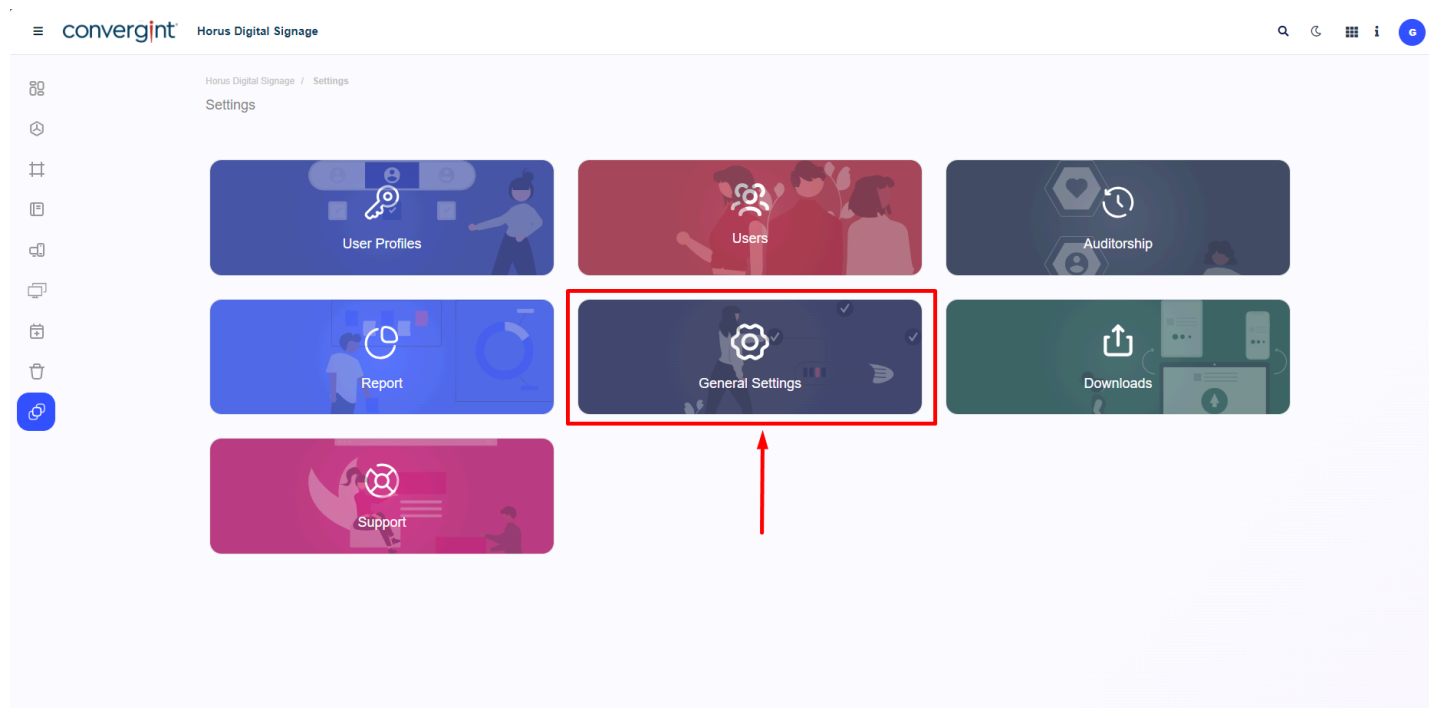 convergint Horus Digital Signage
G
Horus Digital Signage / Settings
Settings
User Profiles
Users
Auditorship
Report
General Settings
Downloads
Support